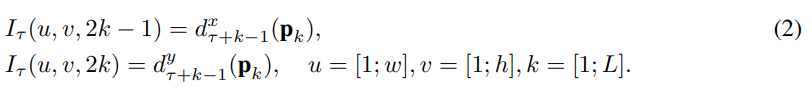 I_τ(u, v, 2k − 1) = d^x_{τ+k−1}(p_k), (2)
I_τ(u, v, 2k) = d^y_{τ+k−1}(p_k), u = [1; w], v = [1; h], k = [1; L].